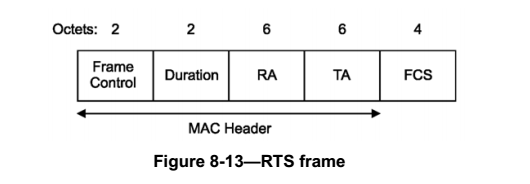 Octets: 2 2 6 6 4
Frame Control Duration RA TA FCS
MAC Header
Figure 8-13—RTS frame